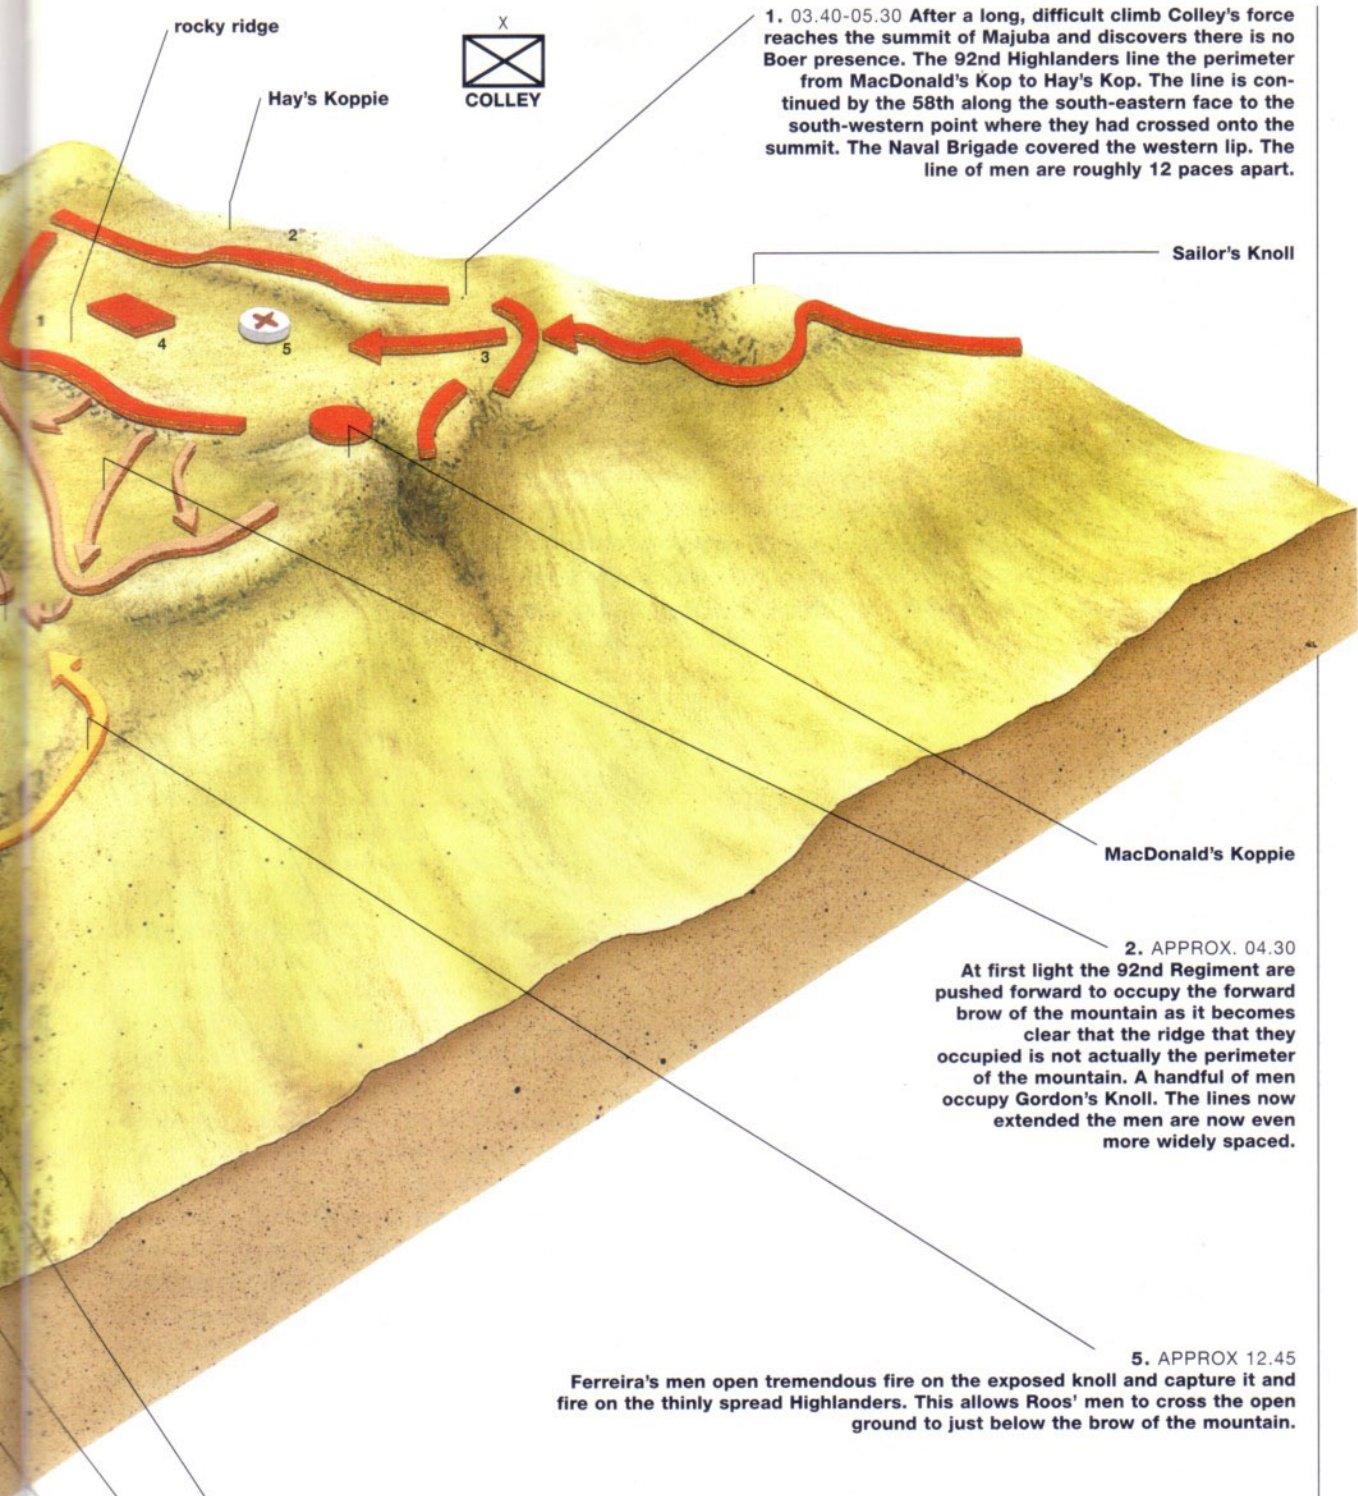 rocky ridge
Hay's Koppie
X
COLLEY
1. 03.40-05.30 After a long, difficult climb Colley's force
reaches the summit of Majuba and discovers there is no
Boer presence. The 92nd Highlanders line the perimeter
from MacDonald's Kop to Hay's Kop. The line is con-
tinued by the 58th along the south-eastern face to the
south-western point where they had crossed onto the
summit. The Naval Brigade covered the western lip. The
line of men are roughly 12 paces apart.
Sailor's Knoll
2
1
4
5
3
MacDonald's Koppie
2. APPROX. 04.30
At first light the 92nd Regiment are
pushed forward to occupy the forward
brow of the mountain as it becomes
clear that the ridge that they
occupied is not actually the perimeter
of the mountain. A handful of men
occupy Gordon's Knoll. The lines now
extended the men are now even
more widely spaced.
5. APPROX 12.45
Ferreira's men open tremendous fire on the exposed knoll and capture it and
fire on the thinly spread Highlanders. This allows Roos' men to cross the open
ground to just below the brow of the mountain.